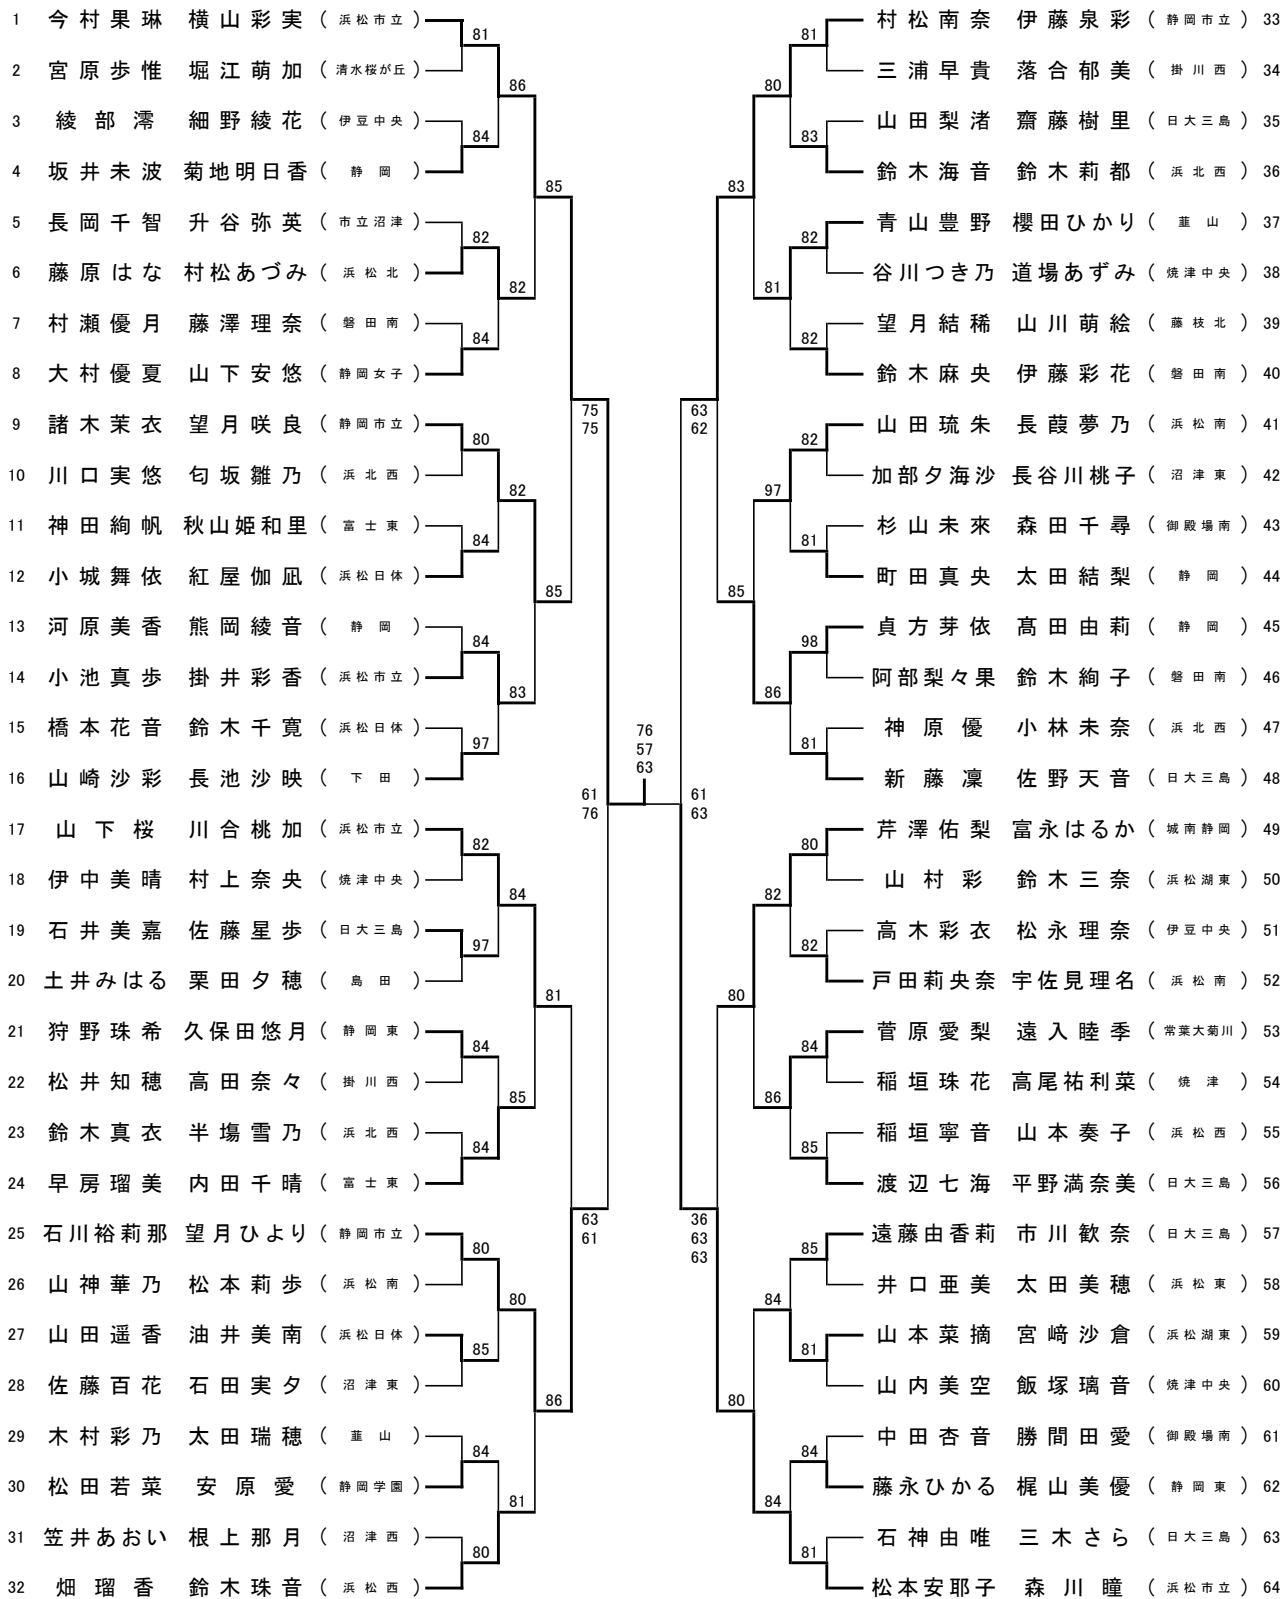 1 今村果琳 横山彩実 (浜松市立)
81
2 宮原歩惟 堀江萌加 (清水桜が丘)
86
3 綾部澪 細野綾花 (伊豆中央)
84
4 坂井未波 菊地明日香 (静岡)
85
5 長岡千智 升谷弥英 (市立沼津)
82
6 藤原はな 村松あづみ (浜松北)
82
7 村瀬優月 藤澤理奈 (磐田南)
84
8 大村優夏 山下安悠 (静岡女子)
75
75
9 諸木茉衣 望月咲良 (静岡市立)
80
10 川口実悠 匂坂雛乃 (浜北西)
82
11 神田絢帆 秋山姫和里 (富士東)
84
12 小城舞依 紅屋伽凪 (浜松日体)
85
13 河原美香 熊岡綾音 (静岡)
84
14 小池真歩 掛井彩香 (浜松市立)
83
15 橋本花音 鈴木千寛 (浜松日体)
97
16 山崎沙彩 長池沙映 (下田)
61
76
17 山下桜 川合桃加 (浜松市立)
82
18 伊中美晴 村上奈央 (焼津中央)
84
19 石井美嘉 佐藤星歩 (日大三島)
97
20 土井みはる 栗田夕穂 (島田)
81
21 狩野珠希 久保田悠月 (静岡東)
84
22 松井知穂 高田奈々 (掛川西)
85
23 鈴木真衣 半塲雪乃 (浜北西)
84
24 早房瑠美 内田千晴 (富士東)
63
61
25 石川裕莉那 望月ひより (静岡市立)
80
26 山神華乃 松本莉歩 (浜松南)
80
27 山田遥香 油井美南 (浜松日体)
85
28 佐藤百花 石田実夕 (沼津東)
86
29 木村彩乃 太田瑞穂 (韮山)
84
30 松田若菜 安原愛 (静岡学園)
81
31 笠井あおい 根上那月 (沼津西)
80
32 畑瑠香 鈴木珠音 (浜松西)
76
57
63
村松南奈 伊藤泉彩 (静岡市立) 33
81
三浦早貴 落合郁美 (掛川西) 34
80
山田梨渚 齋藤樹里 (日大三島) 35
83
鈴木海音 鈴木莉都 (浜北西) 36
83
青山豊野 櫻田ひかり (韮山) 37
82
谷川つき乃 道場あずみ (焼津中央) 38
81
望月結稀 山川萌絵 (藤枝北) 39
82
鈴木麻央 伊藤彩花 (磐田南) 40
63
62
山田琉朱 長葭夢乃 (浜松南) 41
82
加部夕海沙 長谷川桃子 (沼津東) 42
97
杉山未來 森田千尋 (御殿場南) 43
81
町田真央 太田結梨 (静岡) 44
85
貞方芽依 髙田由莉 (静岡) 45
98
阿部梨々果 鈴木絢子 (磐田南) 46
86
神原優 小林未奈 (浜北西) 47
81
新藤凜 佐野天音 (日大三島) 48
61
63
芹澤佑梨 富永はるか (城南静岡) 49
80
山村彩 鈴木三奈 (浜松湖東) 50
82
高木彩衣 松永理奈 (伊豆中央) 51
82
戸田莉央奈 宇佐見理名 (浜松南) 52
80
菅原愛梨 遠入睦季 (常葉大菊川) 53
84
稲垣珠花 高尾祐利菜 (焼津) 54
86
稲垣寧音 山本奏子 (浜松西) 55
85
渡辺七海 平野満奈美 (日大三島) 56
36
63
63
遠藤由香莉 市川歓奈 (日大三島) 57
85
井口亜美 太田美穂 (浜松東) 58
84
山本菜摘 宮﨑沙倉 (浜松湖東) 59
81
山内美空 飯塚璃音 (焼津中央) 60
80
中田杏音 勝間田愛 (御殿場南) 61
84
藤永ひかる 梶山美優 (静岡東) 62
84
石神由唯 三木さら (日大三島) 63
81
松本安耶子 森川瞳 (浜松市立) 64